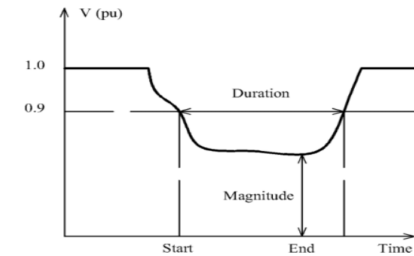 V (pu)
1.0
Duration
0.9
Magnitude
Start End Time